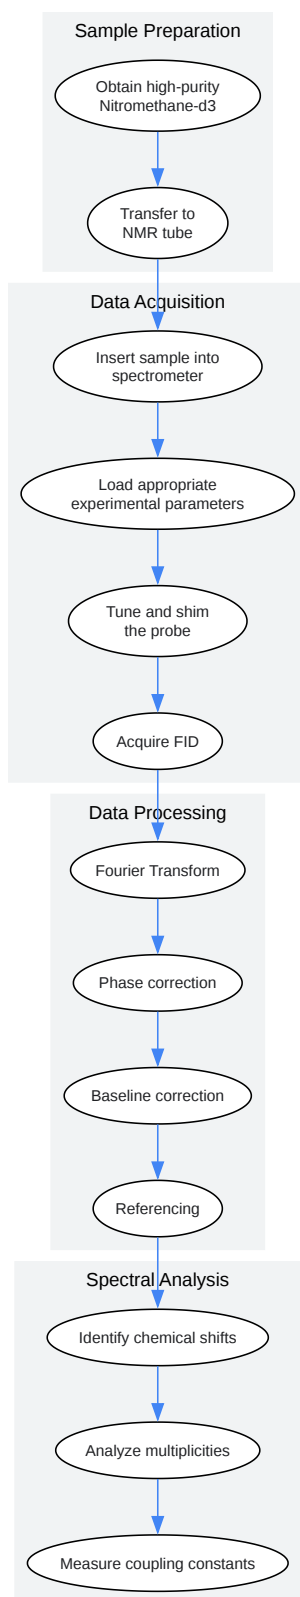 Sample Preparation
Obtain high-purity
Nitromethane-d3
Transfer to
NMR tube
Data Acquisition
Insert sample into
spectrometer
Load appropriate
experimental parameters
Tune and shim
the probe
Acquire FID
Data Processing
Fourier Transform
Phase correction
Baseline correction
Referencing
Spectral Analysis
Identify chemical shifts
Analyze multiplicities
Measure coupling constants